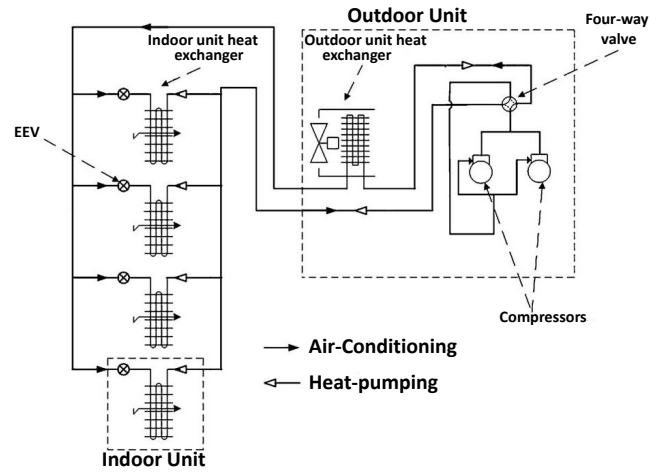 Outdoor Unit
Four-way
valve
Indoor unit heat
exchanger
Outdoor unit heat
exchanger
EEV
Compressors
Air-Conditioning
Heat-pumping
Indoor Unit